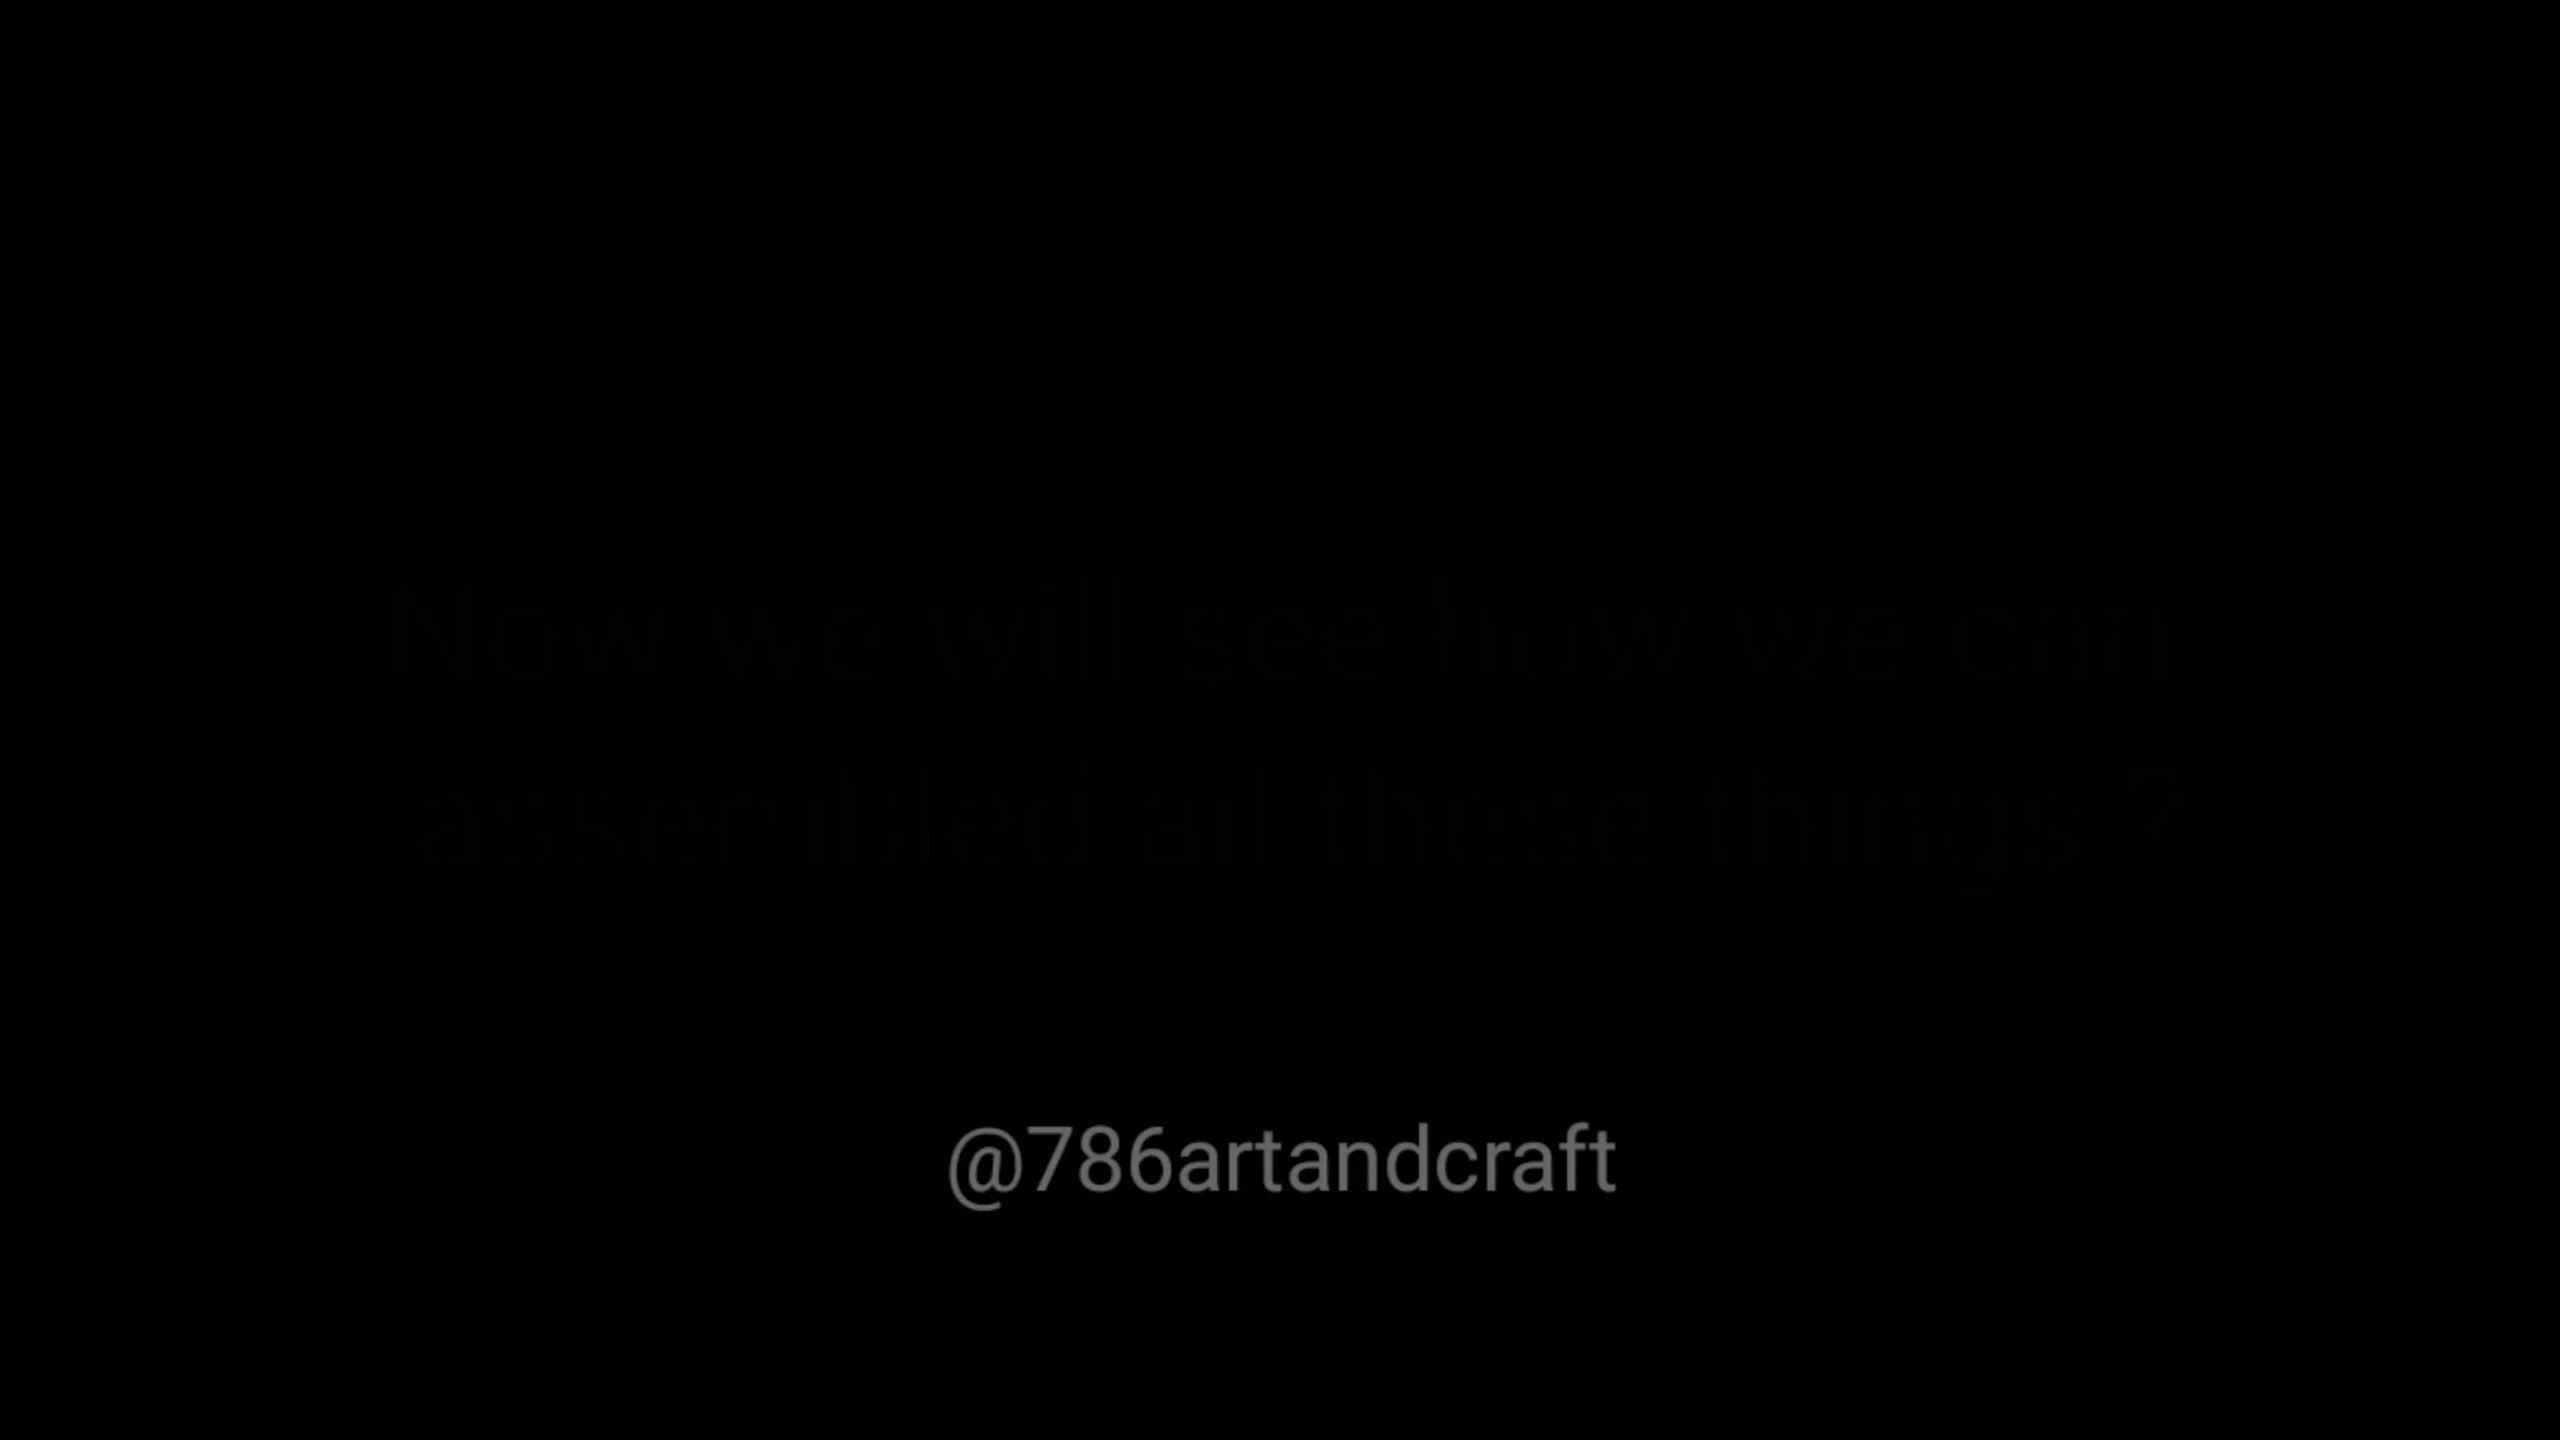 Now we will see how we can
assembled all these things ?
@786artandcraft